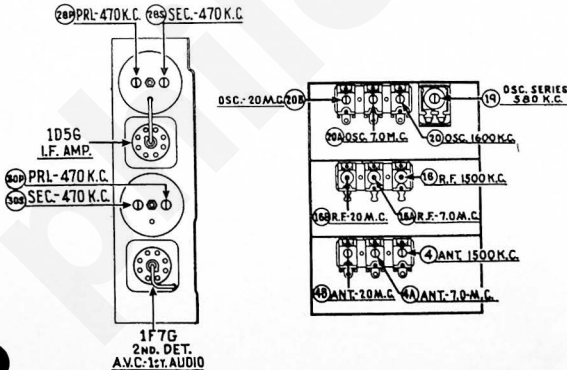 28P PRI.-470 K.C. 28S SEC.-470 K.C.
1D5G
I.F. AMP.
30P PRI.-470 K.C.
30S SEC.-470 K.C.
1F7G
2ND. DET.
A.V.C.-1ST. AUDIO
OSC.-20 M.C. 20B
19 OSC. SERIES
580 K.C.
20A OSC. 7.0 M.C. 20 OSC. 1600 K.C.
16 R.F. 1500 K.C.
16B R.F.-20 M.C. 16A R.F.-7.0 M.C.
4 ANT. 1500 K.C.
4B ANT.-20 M.C. 4A ANT.-7.0-M.C.